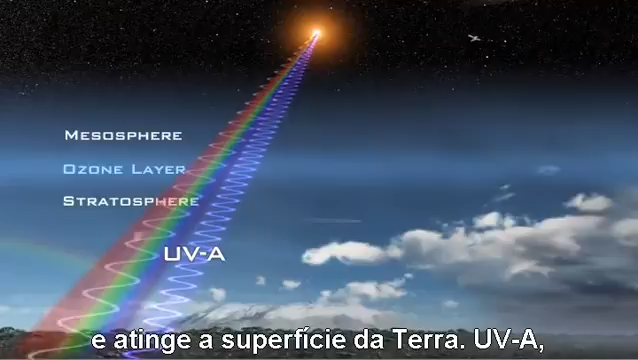 MESOSPHERE
OZONE LAYER
STRATOSPHERE
UV-A
e atinge a superfície da Terra. UV-A,